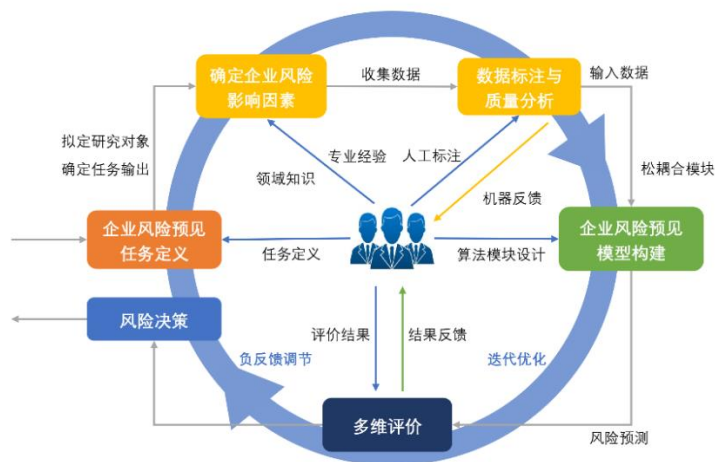 确定企业风险
影响因素
收集数据
数据标注与
质量分析
输入数据
拟定研究对象
确定任务输出
专业经验
人工标注
领域知识
机器反馈
松耦合模块
企业风险预见
任务定义
任务定义
算法模块设计
企业风险预见
模型构建
风险决策
评价结果
结果反馈
负反馈调节
迭代优化
多维评价
风险预测